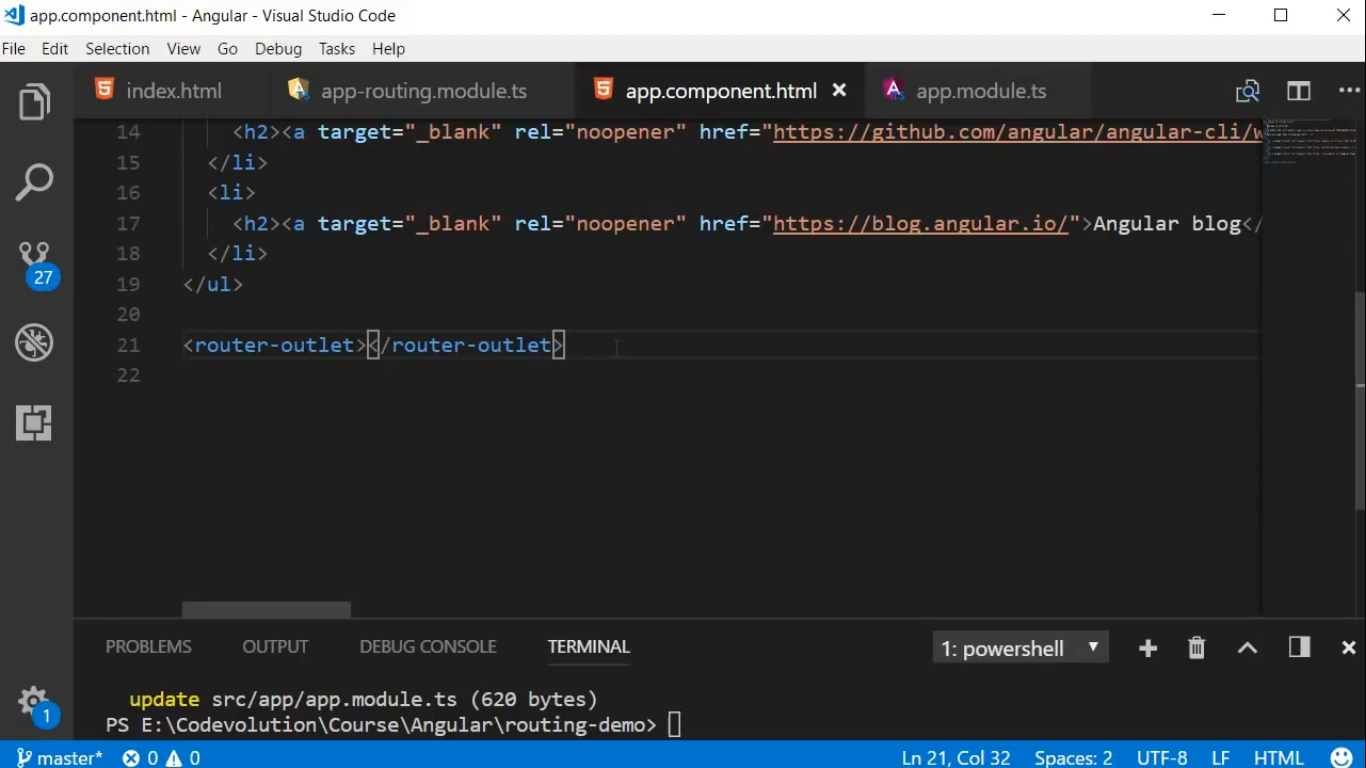 app.component.html - Angular - Visual Studio Code
File Edit Selection View Go Debug Tasks Help
index.html app-routing.module.ts app.component.html app.module.ts
14 <h2><a target="_blank" rel="noopener" href="https://github.com/angular/angular-cli/w
15 </li>
16 <li>
17 <h2><a target="_blank" rel="noopener" href="https://blog.angular.io/">Angular blog</
18 </li>
19 </ul>
20
21 <router-outlet></router-outlet>
22
PROBLEMS OUTPUT DEBUG CONSOLE TERMINAL 1: powershell
27
update src/app/app.module.ts (620 bytes)
PS E:\Codevolution\Course\Angular\routing-demo>
1
master* 0 0 Ln 21, Col 32 Spaces: 2 UTF-8 LF HTML